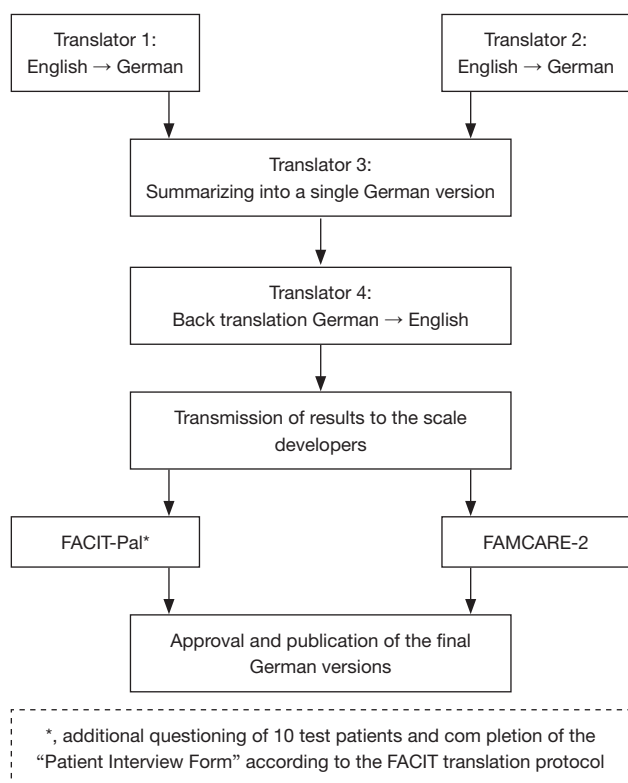 Translator 1:
English → German
Translator 2:
English → German
Translator 3:
Summarizing into a single German version
Translator 4:
Back translation German → English
Transmission of results to the scale
developers
FACIT-Pal*
FAMCARE-2
Approval and publication of the final
German versions
*, additional questioning of 10 test patients and com pletion of the
“Patient Interview Form” according to the FACIT translation protocol